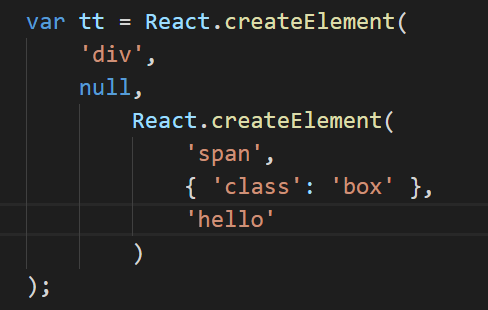 var tt = React.createElement(
    'div',
    null,
        React.createElement(
            'span',
            { 'class': 'box' },
            'hello'
        )
);